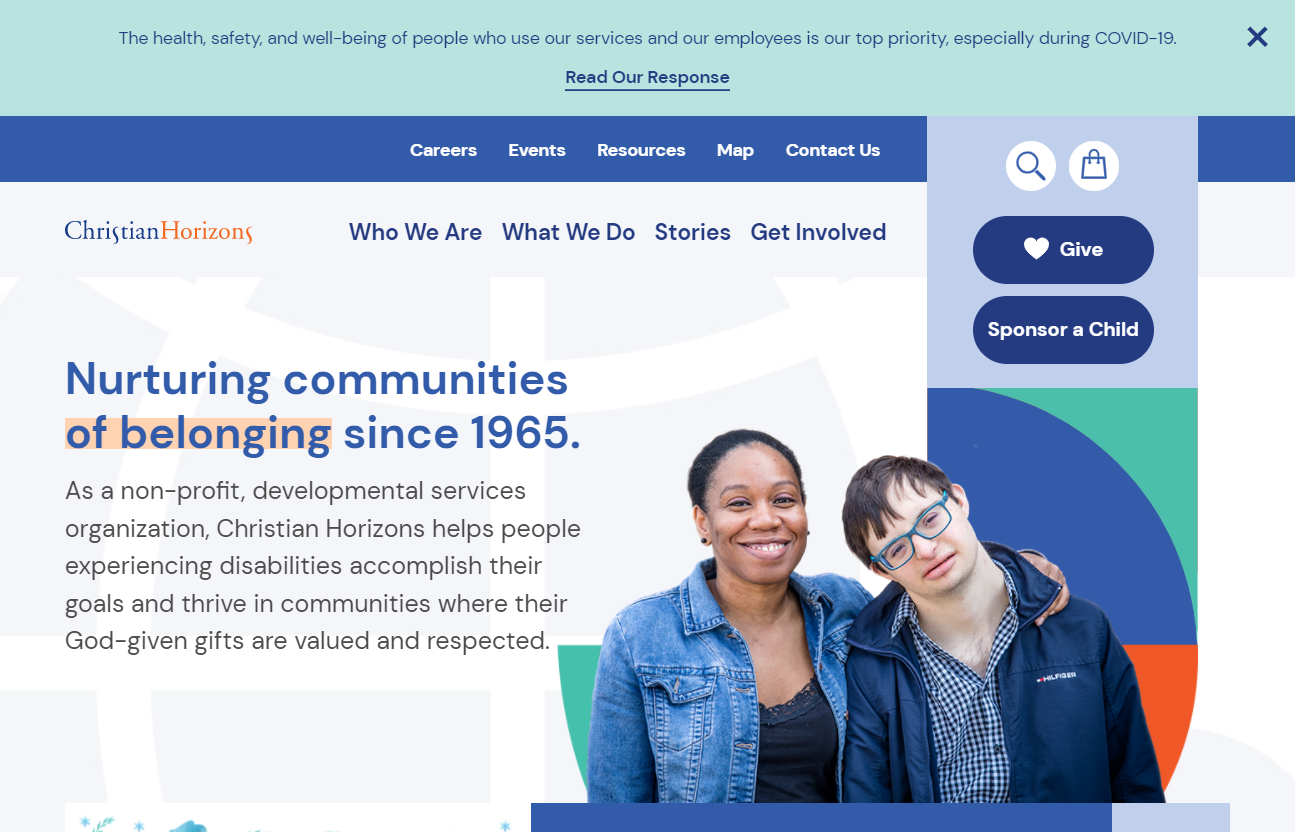 The health, safety, and well-being of people who use our services and our employees is our top priority, especially during COVID-19.
Read Our Response
Careers Events Resources Map Contact Us
ChristianHorizons
Who We Are What We Do Stories Get Involved
Give
Sponsor a Child
Nurturing communities
of belonging since 1965.
As a non-profit, developmental services
organization, Christian Horizons helps people
experiencing disabilities accomplish their
goals and thrive in communities where their
God-given gifts are valued and respected.
HILFIGER